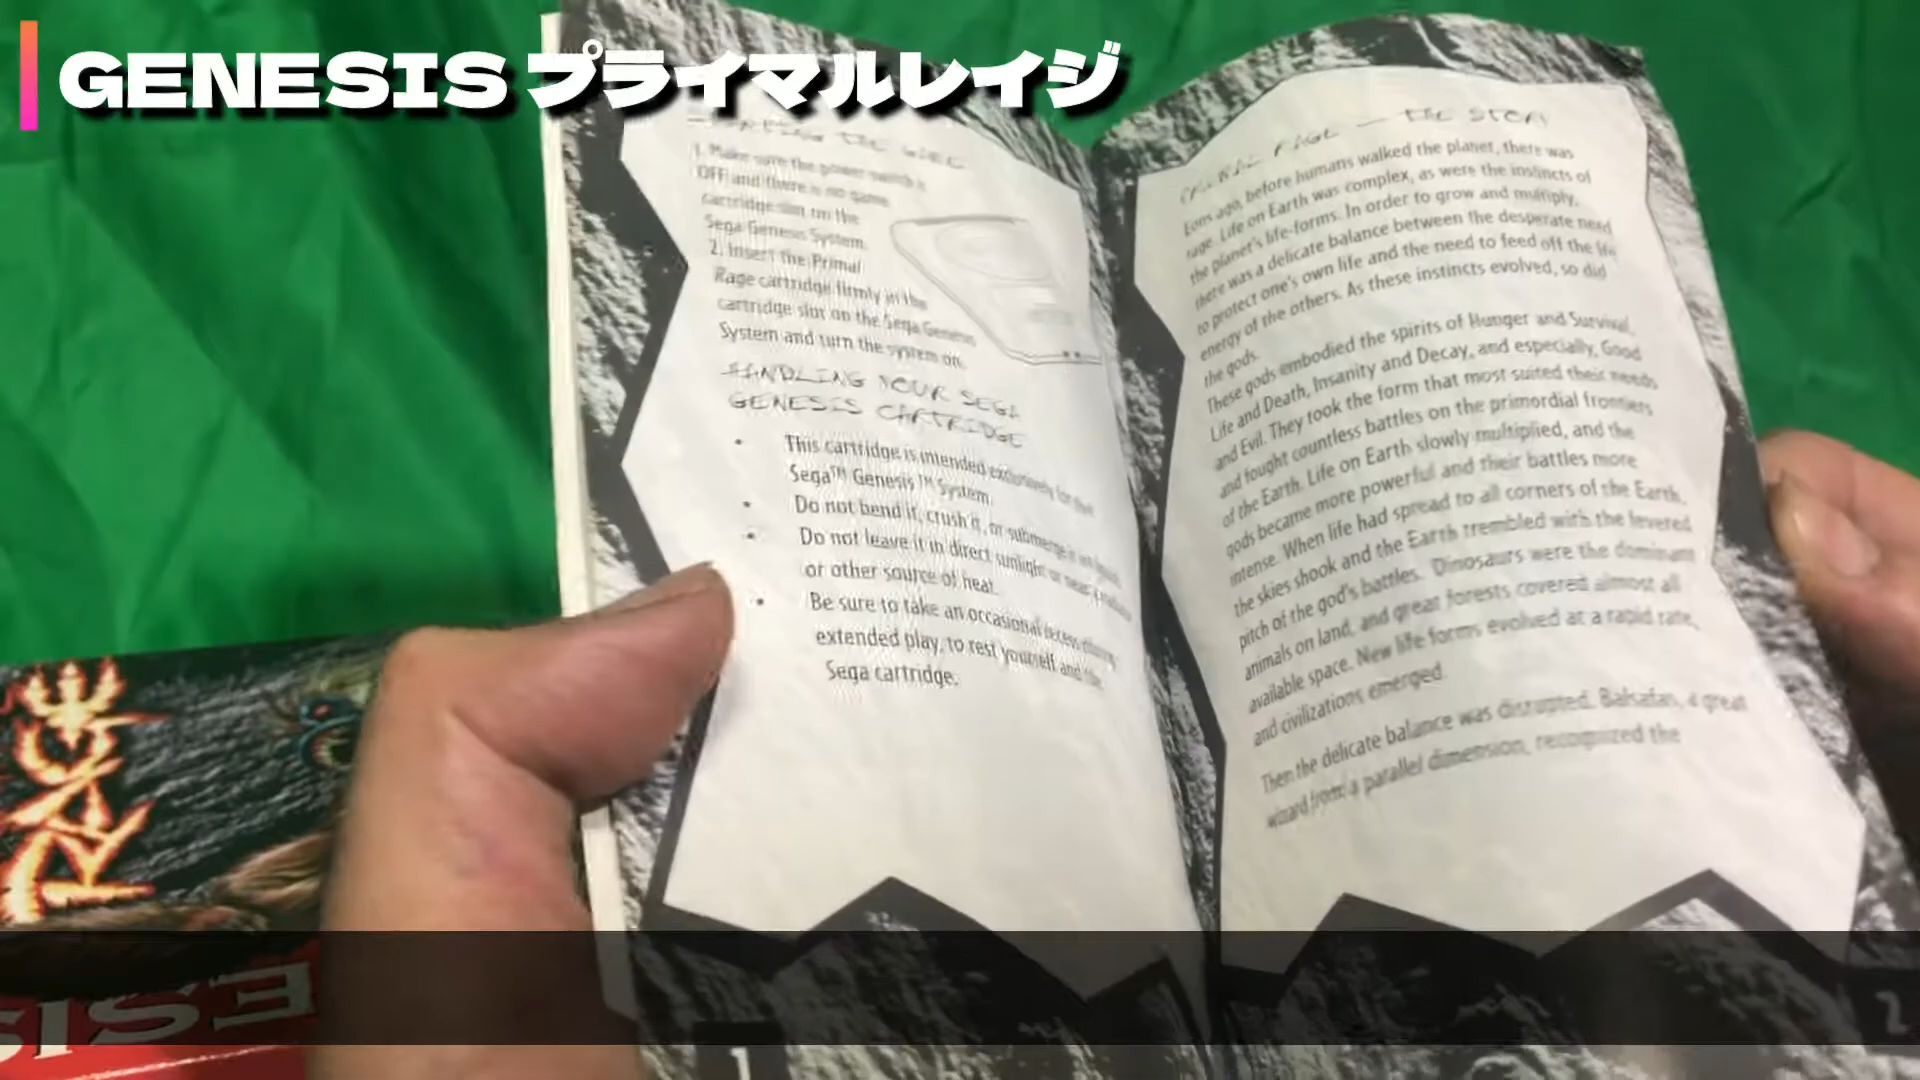 GENESIS プライマルレイジ
1. Make sure the power switch is
OFF and there is no game
cartridge slot on the
Sega Genesis System.
2. Insert the Primal
Rage cartridge firmly in the
cartridge slot on the Sega Genesis
System and turn the system on.
HANDLING YOUR SEGA
GENESIS CARTRIDGE
• This cartridge is intended exclusively for the
Sega™ Genesis™ System.
• Do not bend it, crush it, or submerge it in
• Do not leave it in direct sunlight or near a radiator
or other source of heat.
• Be sure to take an occasional recess during
extended play, to rest yourself and the
Sega cartridge.
1
PRIMAL RAGE — THE STORY
Eons ago, before humans walked the planet, there was
rage. Life on Earth was complex, as were the instincts of
the planet's life-forms. In order to grow and multiply,
there was a delicate balance between the desperate need
to protect one's own life and the need to feed off the life
energy of the others. As these instincts evolved, so did
the gods.
These gods embodied the spirits of Hunger and Survival,
Life and Death, Insanity and Decay, and especially, Good
and Evil. They took the form that most suited their needs
and fought countless battles on the primordial frontiers
of the Earth. Life on Earth slowly multiplied, and the
gods became more powerful and their battles more
intense. When life had spread to all corners of the Earth,
the skies shook and the Earth trembled with the fevered
pitch of the god's battles. Dinosaurs were the dominant
animals on land, and great forests covered almost all
available space. New life forms evolved at a rapid rate,
and civilizations emerged.
Then the delicate balance was disrupted. Balsafas, a great
wizard from a parallel dimension, recognized the
2